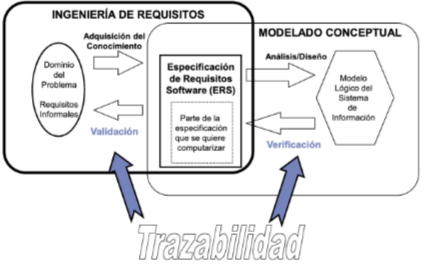 INGENIERÍA DE REQUISITOS
MODELADO CONCEPTUAL
Adquisición del
Conocimiento
Dominio
del
Problema
Requisitos
Informales
Validación
Especificación
de Requisitos
Software (ERS)
Parte de la
especificación
que se quiere
computarizar
Análisis/Diseño
Verificación
Modelo
Lógico del
Sistema
de
Información
Trazabilidad